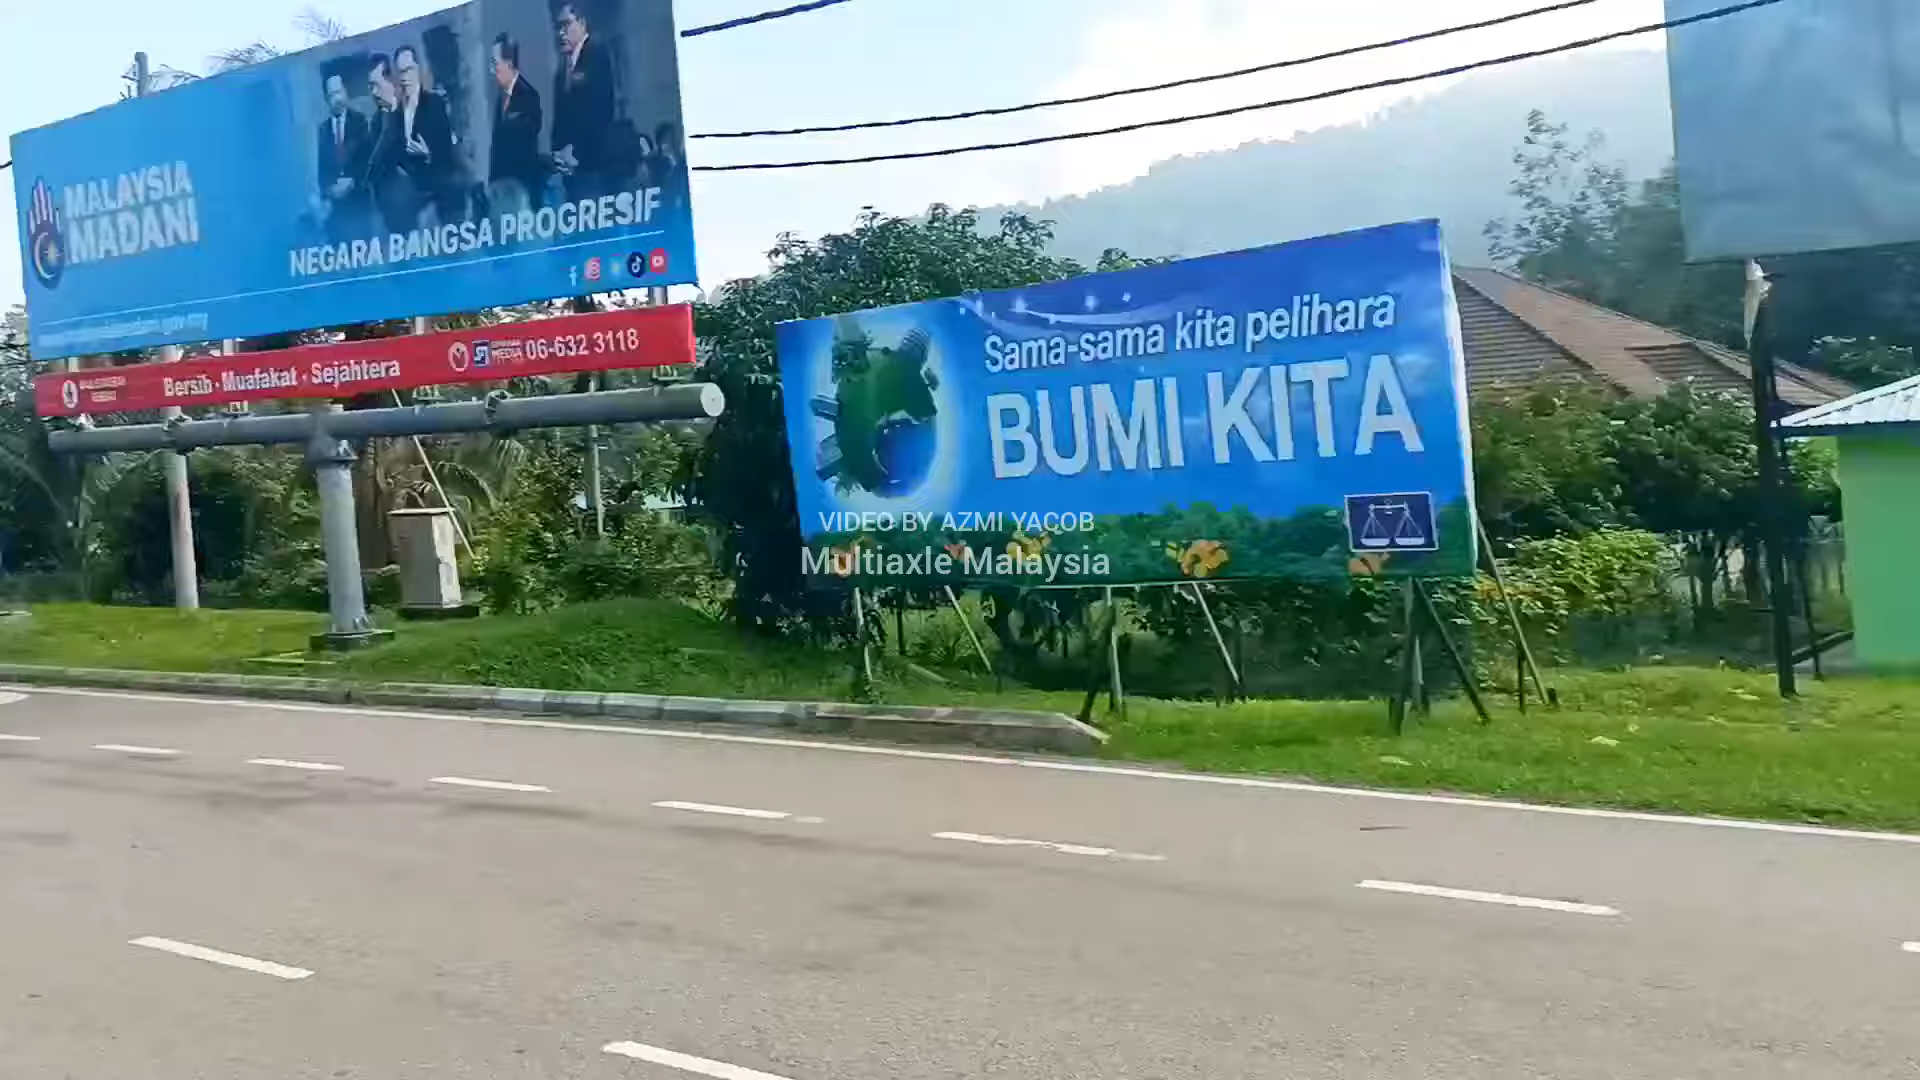 MALAYSIA
MADANI
NEGARA BANGSA PROGRESIF
Bersih · Muafakat · Sejahtera
MEDIA 06-632 3118
Sama-sama kita pelihara
BUMI KITA
VIDEO BY AZMI YACOB
Multiaxle Malaysia